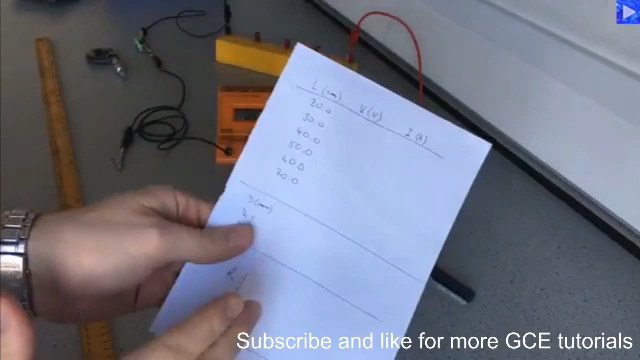 L (cm) V (V) I (A)
20.0
30.0
40.0
50.0
60.0
70.0
D (mm)
R
Subscribe and like for more GCE tutorials